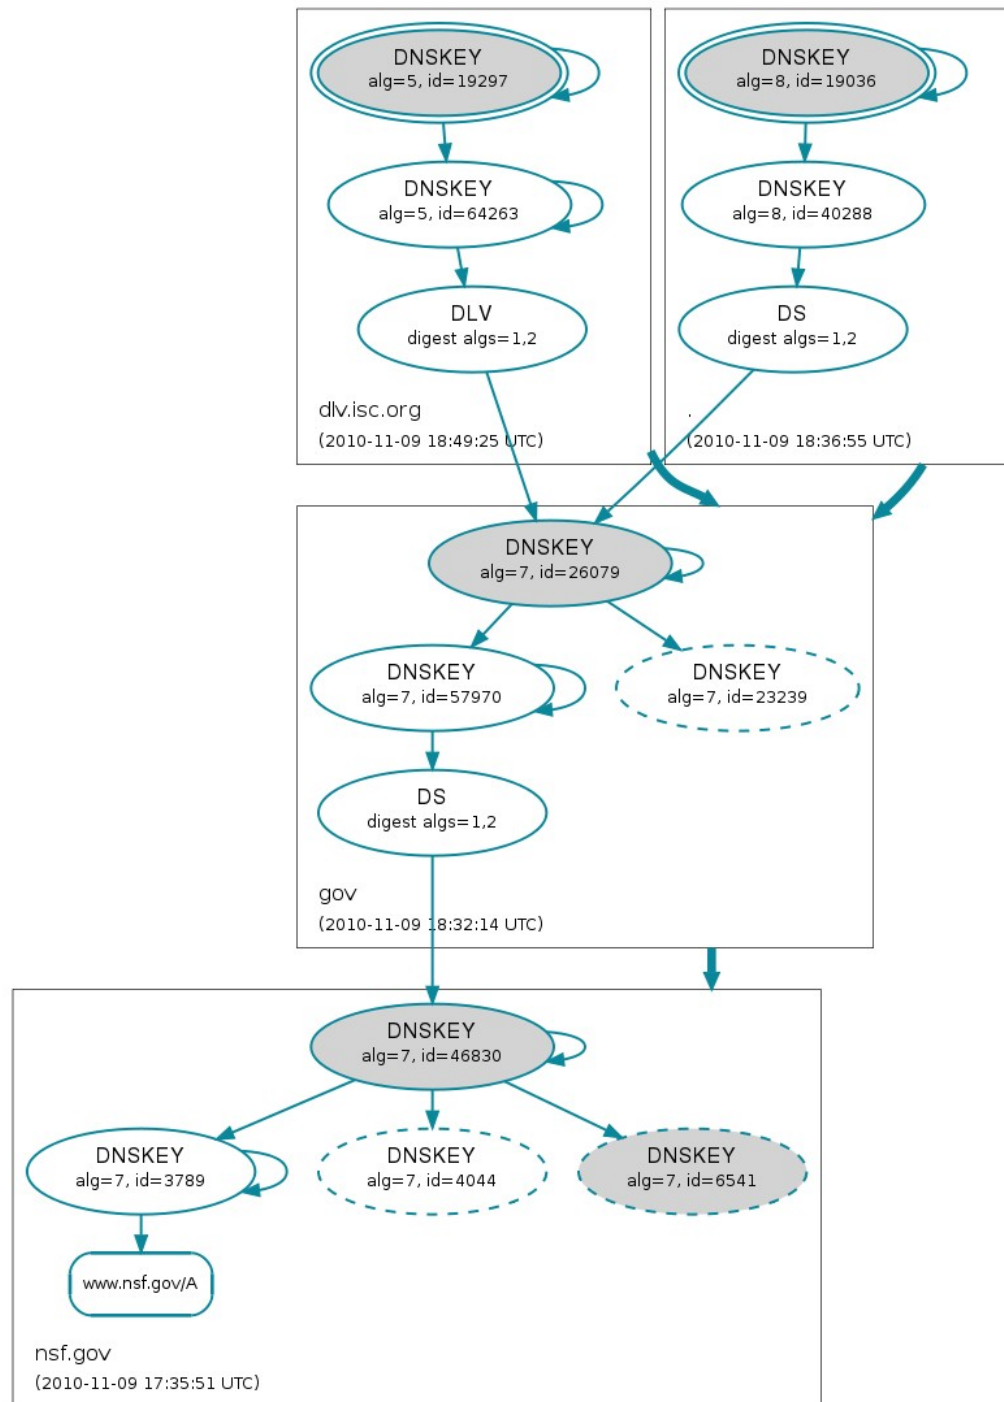 DNSKEY
alg=5, id=19297
DNSKEY
alg=5, id=64263
DLV
digest algs=1,2
dlv.isc.org
(2010-11-09 18:49:25 UTC)
DNSKEY
alg=8, id=19036
DNSKEY
alg=8, id=40288
DS
digest algs=1,2
.
(2010-11-09 18:36:55 UTC)
DNSKEY
alg=7, id=26079
DNSKEY
alg=7, id=57970
DNSKEY
alg=7, id=23239
DS
digest algs=1,2
gov
(2010-11-09 18:32:14 UTC)
DNSKEY
alg=7, id=46830
DNSKEY
alg=7, id=3789
DNSKEY
alg=7, id=4044
DNSKEY
alg=7, id=6541
www.nsf.gov/A
nsf.gov
(2010-11-09 17:35:51 UTC)